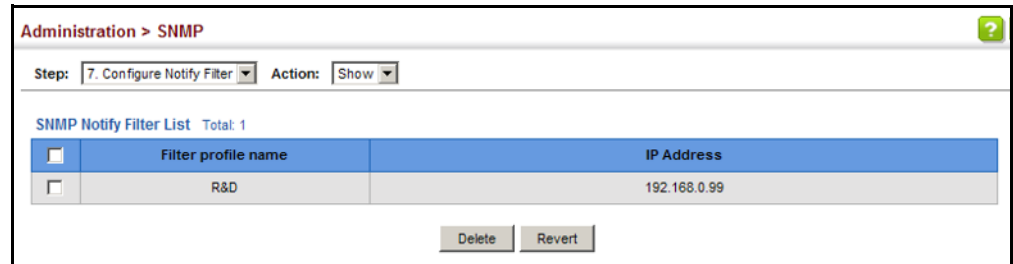 Administration > SNMP
?
Step: 7. Configure Notify Filter Action: Show
SNMP Notify Filter List Total: 1
Filter profile name IP Address
R&D 192.168.0.99
Delete Revert